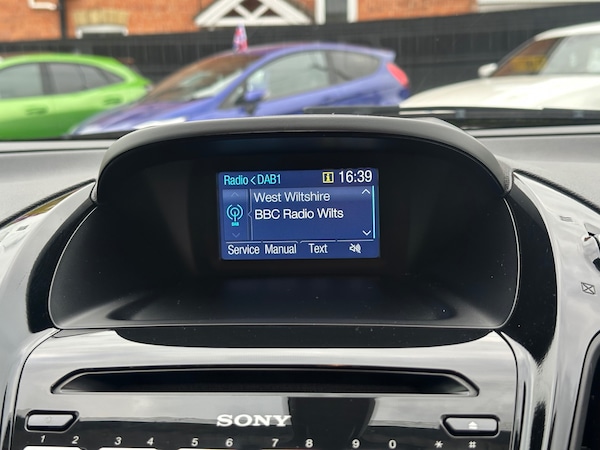 Radio < DAB1 i 16:39
West Wiltshire
DAB
BBC Radio Wilts
Service Manual Text
SONY
1 2 3 4 5 6 7 8 9 0 * #